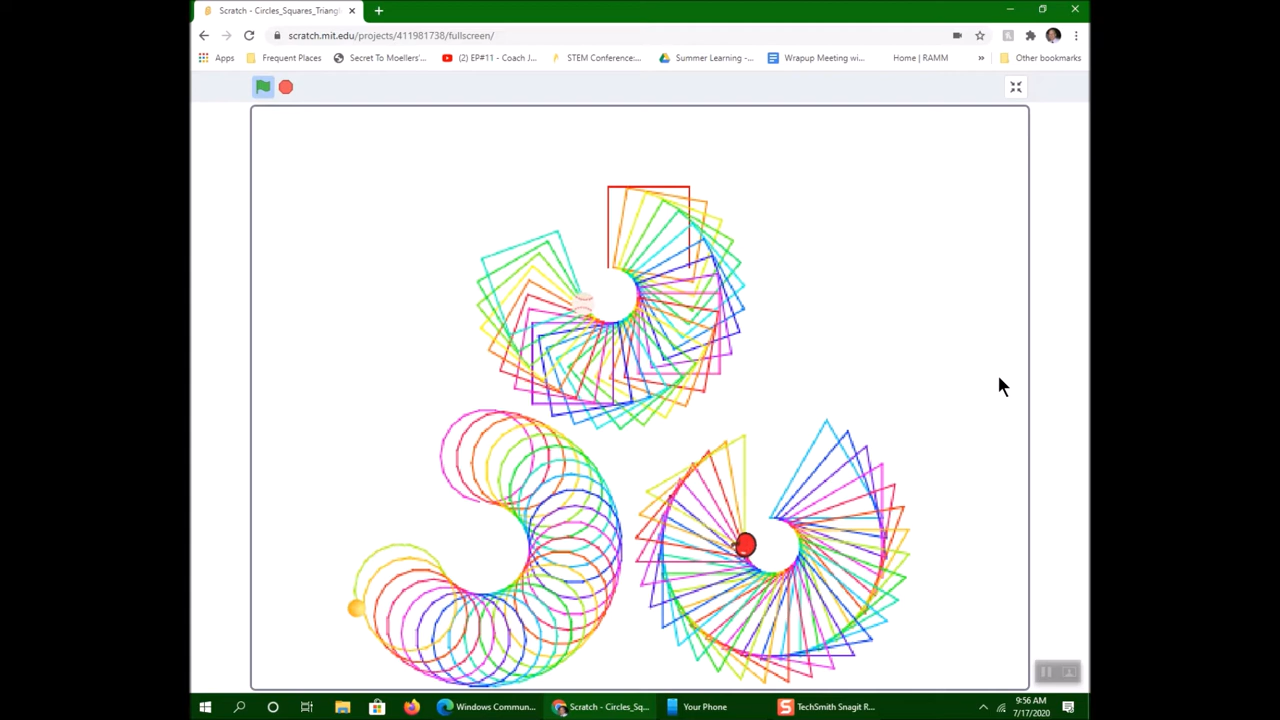 Scratch - Circles_Squares_Triang
scratch.mit.edu/projects/411981738/fullscreen/
Apps Frequent Places Secret To Moellers'... (2) EP#11 - Coach J... STEM Conference:... Summer Learning -... Wrapup Meeting wi... Home | RAMM » Other bookmarks
Windows Commun... Scratch - Circles_Sq... Your Phone TechSmith Snagit R... 9:56 AM
7/17/2020